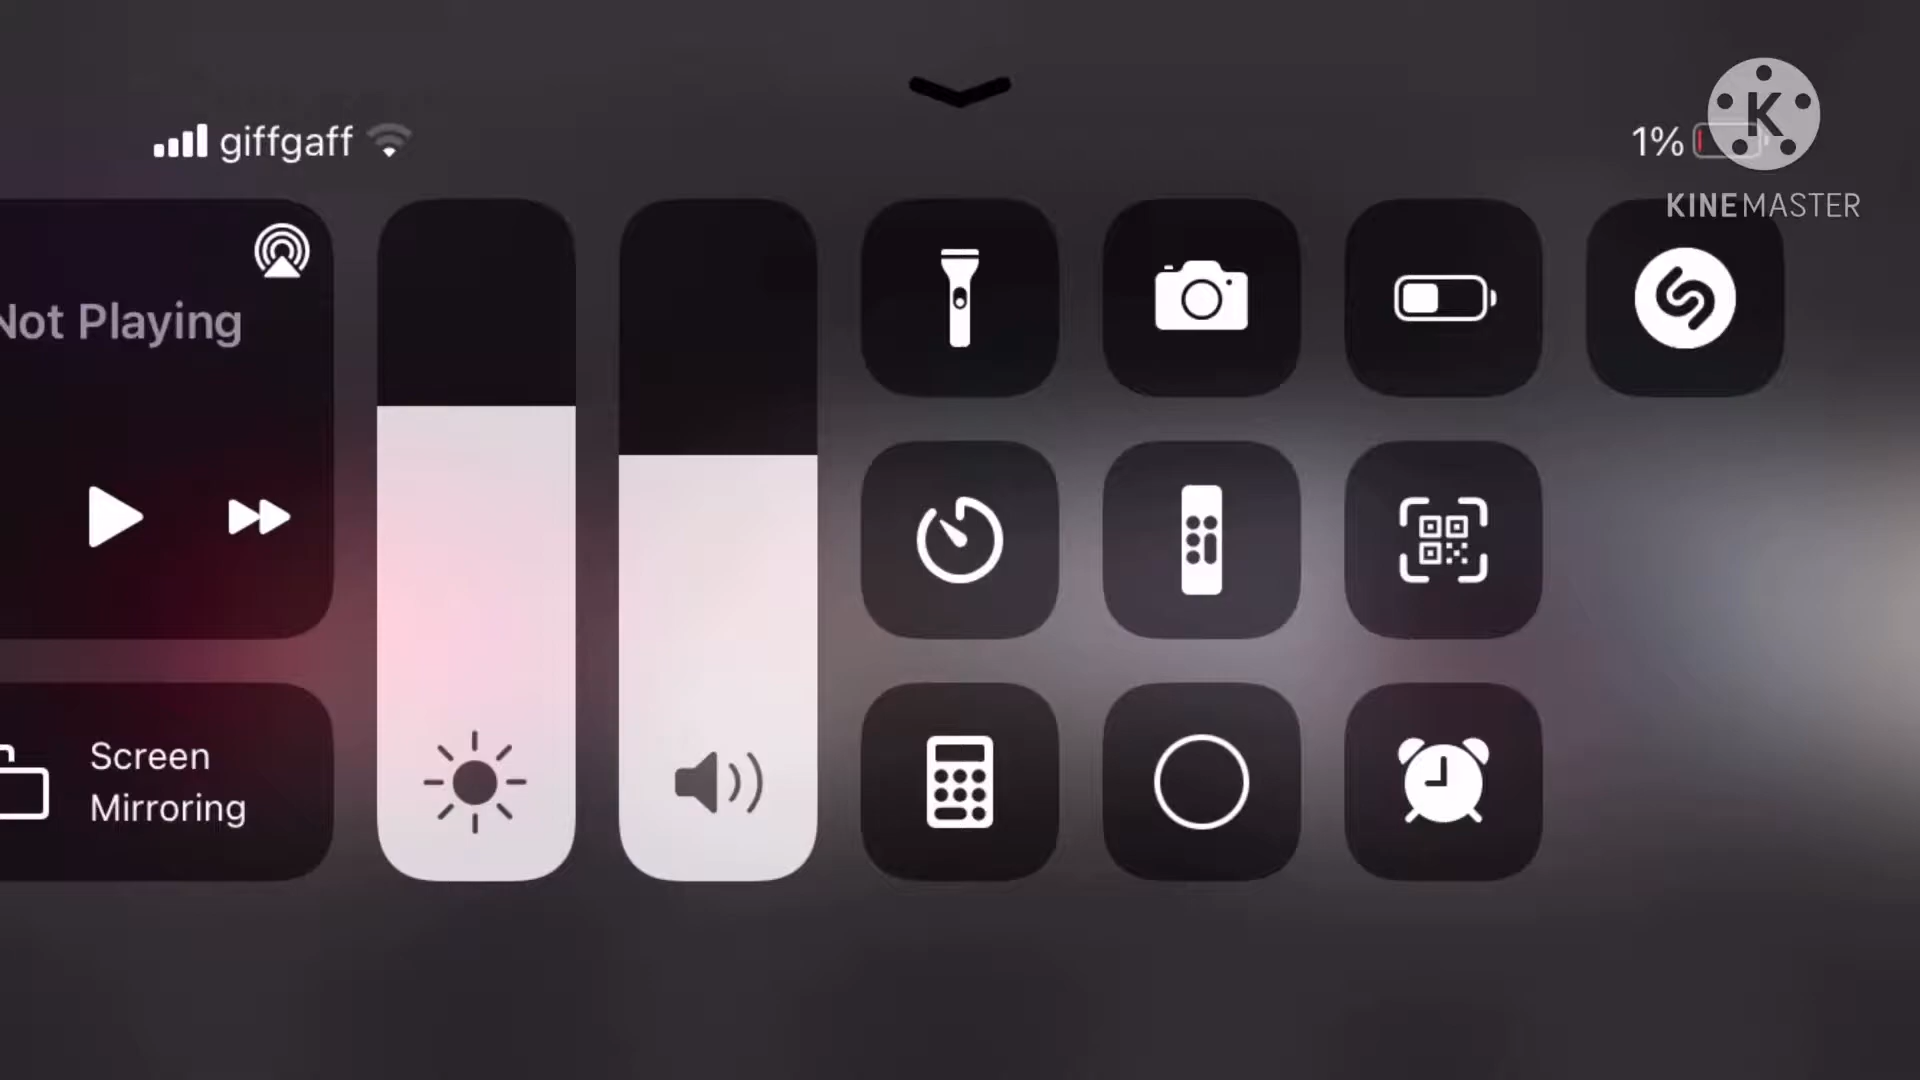 giffgaff
1%
K
KINEMASTER
Not Playing
Screen
Mirroring